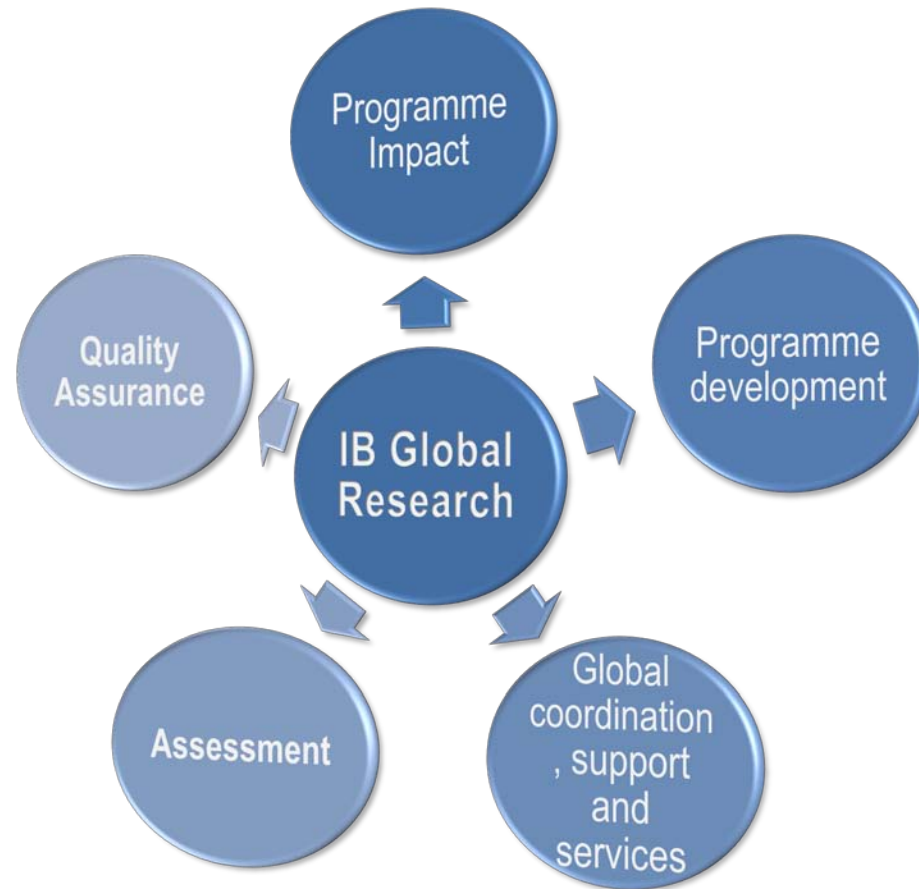 Programme
Impact
Quality
Assurance
Programme
development
IB Global
Research
Assessment
Global
coordination
, support
and
services